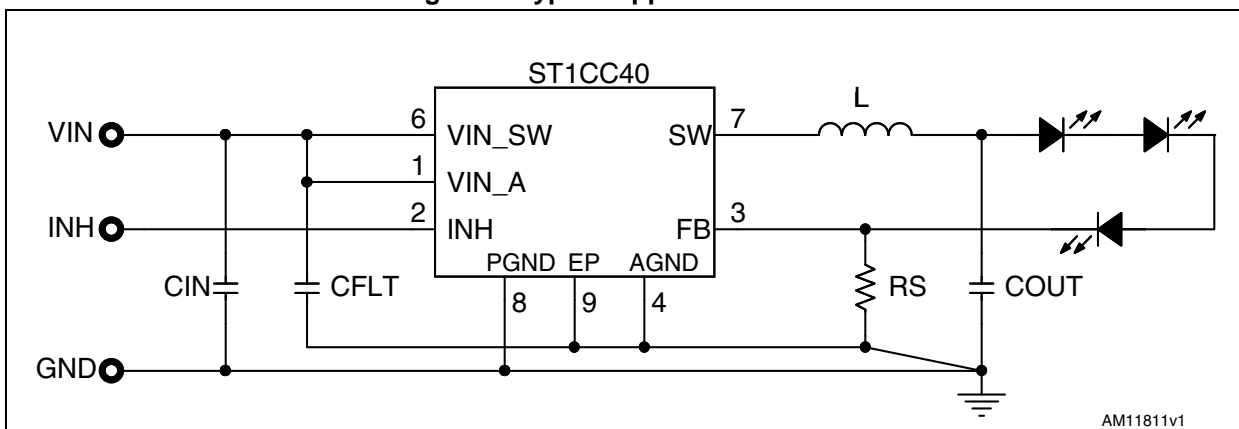 ST1CC40
L
VIN
6
VIN_SW
SW
7
1
VIN_A
INH
2
INH
FB
3
PGND EP AGND
CIN
CFLT
8
9
4
RS
COUT
GND
AM11811v1